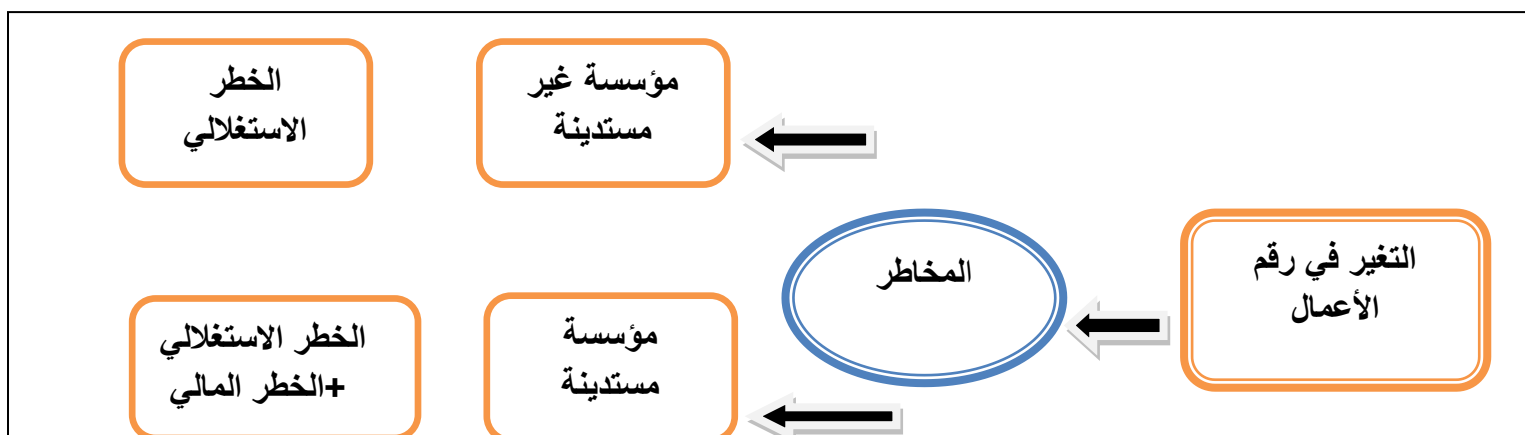 التغير في رقم
الأعمال
المخاطر
مؤسسة غير
مستدينة
الخطر
الاستغلالي
مؤسسة
مستدينة
الخطر الاستغلالي
+الخطر المالي